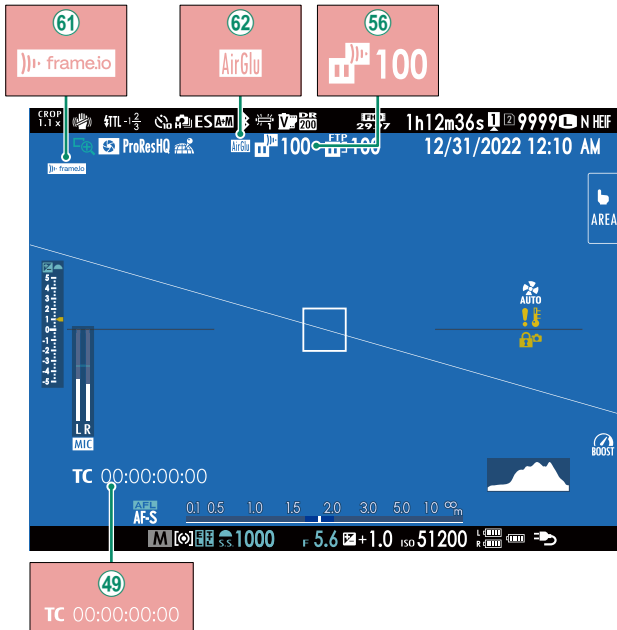 61 62 56
frame.io AirGlu 100
CROP 1.1x TTL -1 2/3 ES A+M V DR 200 FHD 29.97 1h12m36s 1 2 9999 L N HEIF
ProResHQ AirGlu 100 FTP 100 12/31/2022 12:10 AM
frame.io
AREA
5
4
3
2
1
0
-1
-2
-3
-4
-5
AUTO
L R
MIC
BOOST
TC 00:00:00:00
AFL
AF-S
0.1 0.5 1.0 1.5 2.0 3.0 5.0 10 ∞ m
M S.S. 1000 F 5.6 +1.0 ISO 51200 L R
49
TC 00:00:00:00